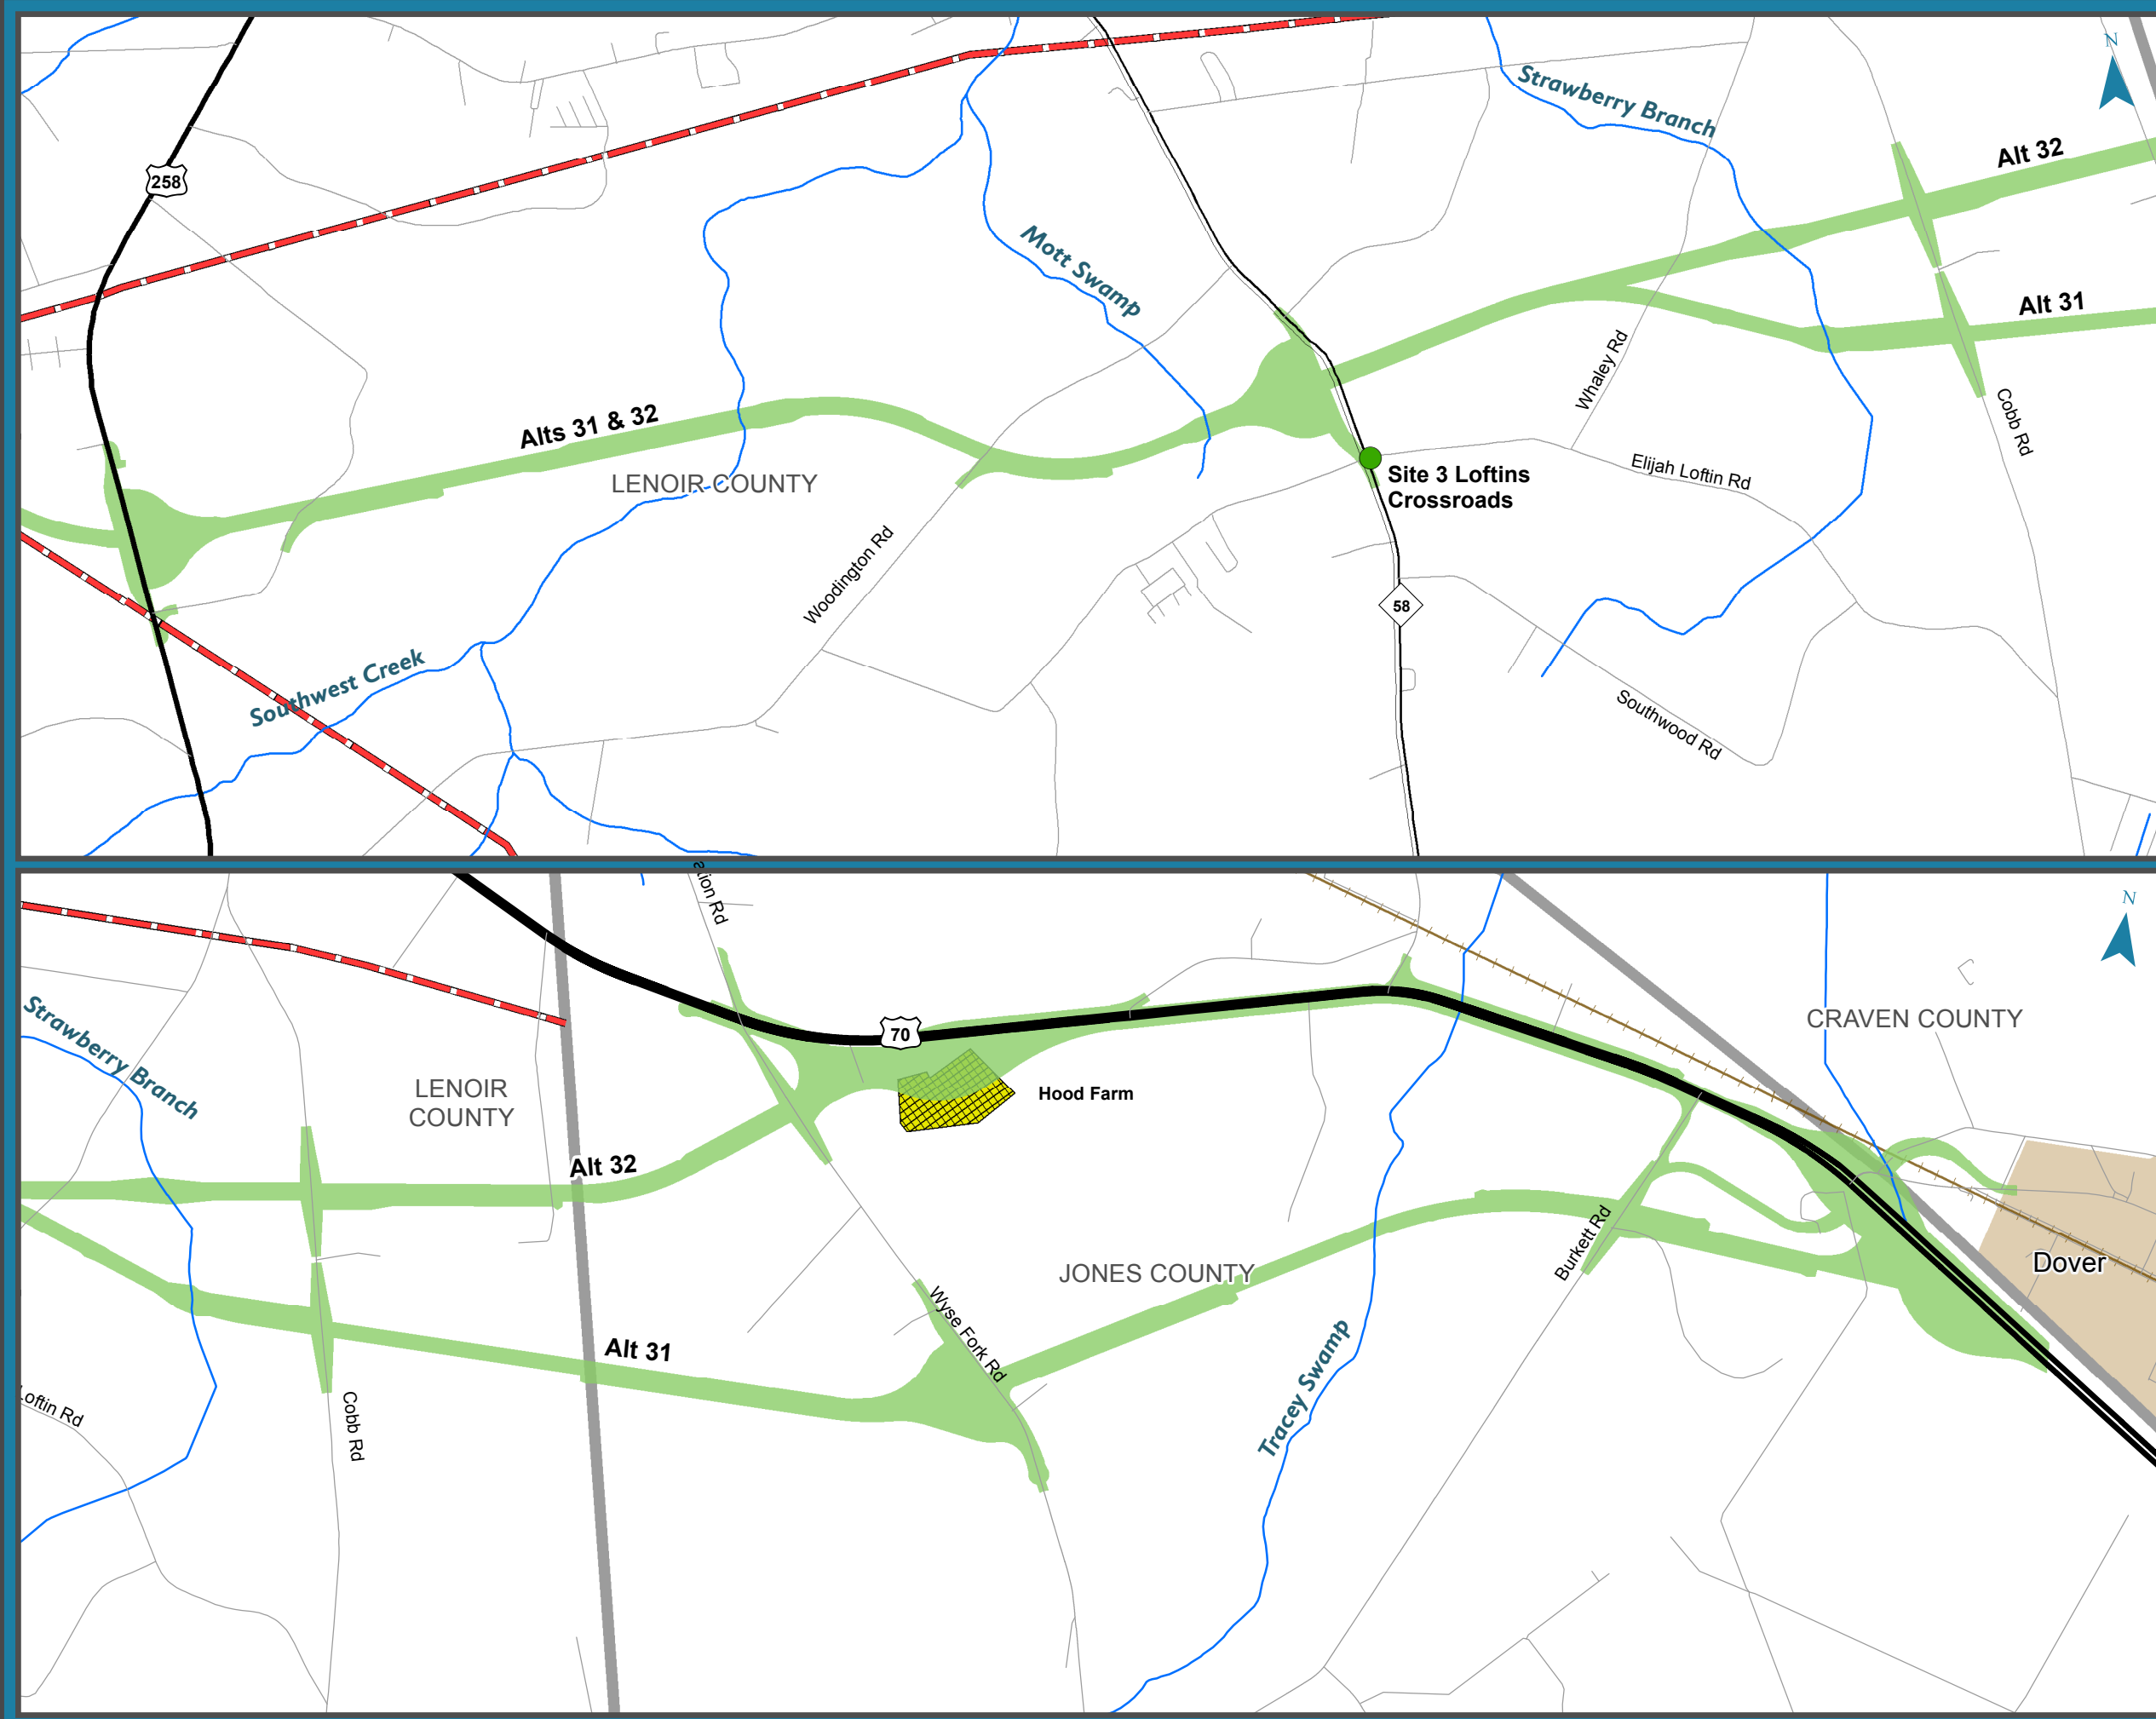 N
Strawberry Branch
Alt 32
258
Mott Swamp
Alt 31
Whaley Rd
Alts 31 & 32
Cobb Rd
LENOIR COUNTY
Elijah Loftin Rd
Site 3 Loftins
Crossroads
Woodington Rd
58
Southwest Creek
Southwood Rd
tion Rd
N
Strawberry Branch
CRAVEN COUNTY
70
LENOIR
COUNTY
Hood Farm
Alt 32
Burkett Rd
Dover
JONES COUNTY
Wyse Fork Rd
Alt 31
Tracey Swamp
Loftin Rd
Cobb Rd